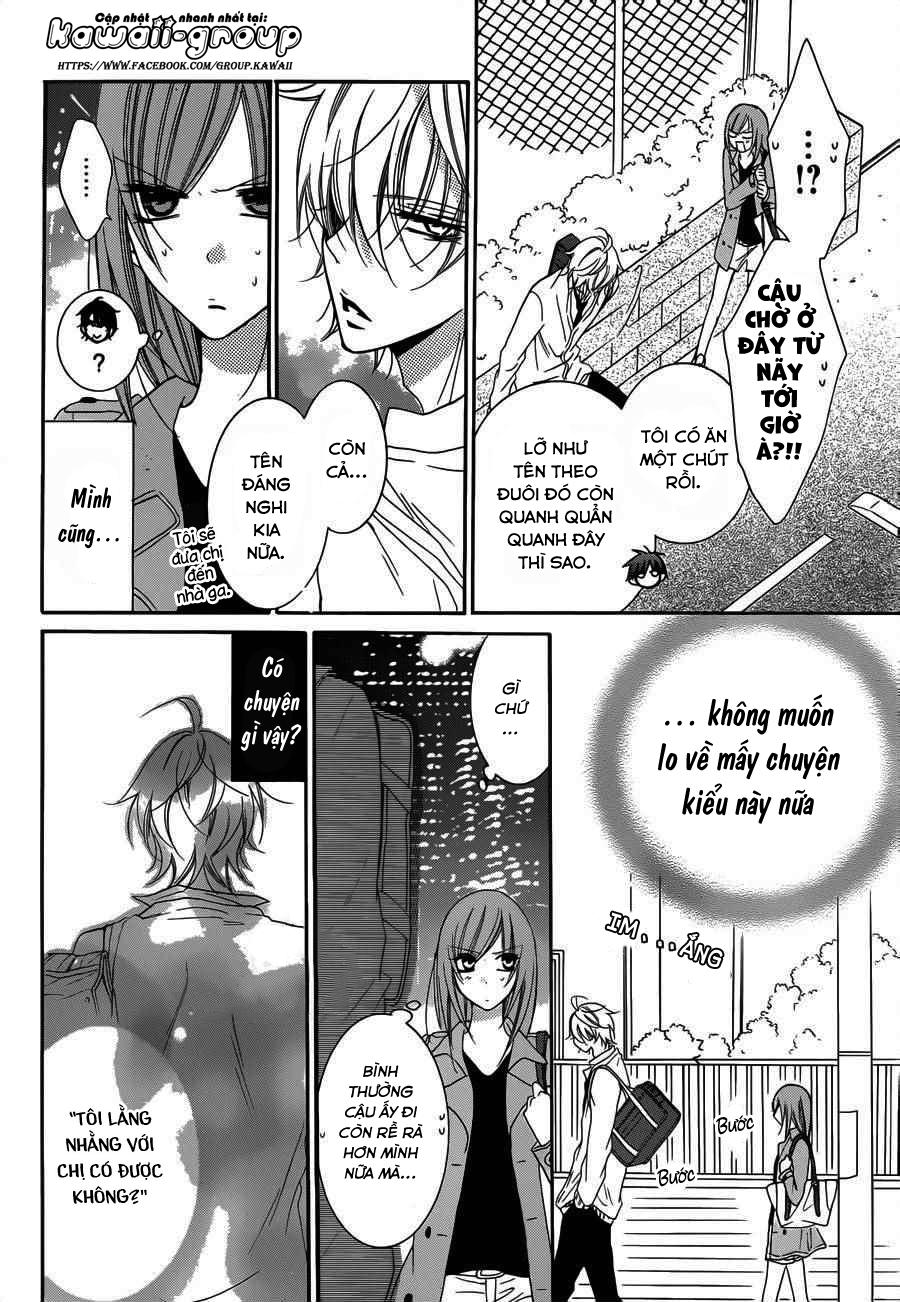 Cập nhật nhanh nhất tại:
kawaii-group
HTTPS://WWW.FACEBOOK.COM/GROUP.KAWAII
...!?
CẬU
CHỜ Ở
ĐÂY TỪ
NÃY
TỚI
GIỜ
À?!!
TÔI CÓ ĂN
MỘT CHÚT
RỒI.
LỠ NHƯ
TÊN THEO
ĐUÔI ĐÓ CÒN
QUANH QUẨN
QUANH ĐÂY
THÌ SAO.
CÒN
CẢ...
TÊN
ĐÁNG
NGHI
KIA
NỮA.
Tôi sẽ
đưa chị
đến
nhà ga.
......
?
Mình
cũng...
... không muốn
lo về mấy chuyện
kiểu này nữa
IM...ẮNG
Bước
Bước
GÌ
CHỨ
...
BÌNH
THƯỜNG
CẬU ẤY ĐI
CÒN RỀ RÀ
HƠN MÌNH
NỮA MÀ...
Có
chuyện
gì vậy?
"TÔI LẰNG
NHẰNG VỚI
CHỊ CÓ ĐƯỢC
KHÔNG?"